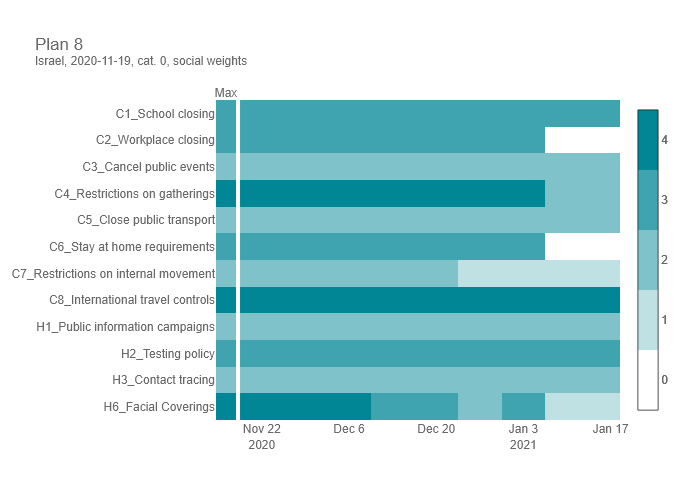 Plan 8
Israel, 2020-11-19, cat. 0, social weights
Max
C1_School closing
C2_Workplace closing
C3_Cancel public events
C4_Restrictions on gatherings
C5_Close public transport
C6_Stay at home requirements
C7_Restrictions on internal movement
C8_International travel controls
H1_Public information campaigns
H2_Testing policy
H3_Contact tracing
H6_Facial Coverings
Nov 22 Dec 6 Dec 20 Jan 3 Jan 17
2020 2021
4
3
2
1
0